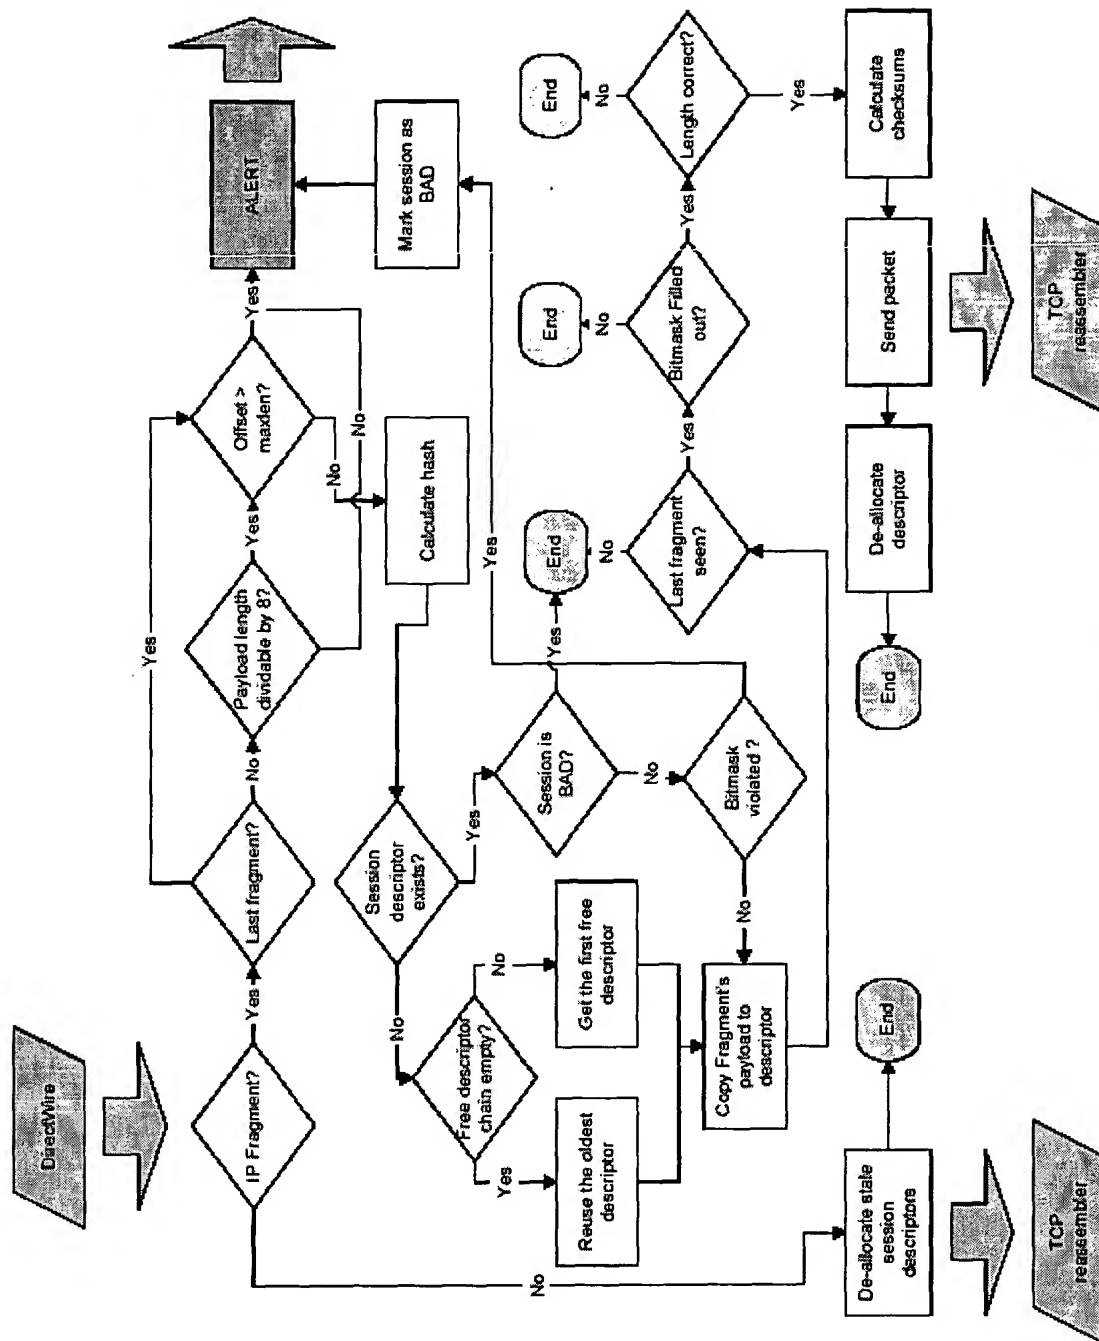 DirectWire
IP Fragment?
Yes
No
Last fragment?
Yes
No
Payload length
dividable by 8?
Yes
No
Offset >
maxlen?
Yes
No
ALERT
Mark session as
BAD
Calculate hash
Session
descriptor
exists?
No
Yes
Free descriptor
chain empty?
Yes
No
Reuse the oldest
descriptor
Get the first free
descriptor
Session is
BAD?
Yes
No
End
Bitmask
violated ?
Yes
No
Copy Fragment's
payload to
descriptor
Last fragment
seen?
No
Yes
Bitmask Filled
out?
No
End
Yes
Length correct?
No
End
Yes
Calculate
checksums
Send packet
De-allocate
descriptor
End
TCP
reassembler
De-allocate state
session
descriptors
End
TCP
reassembler